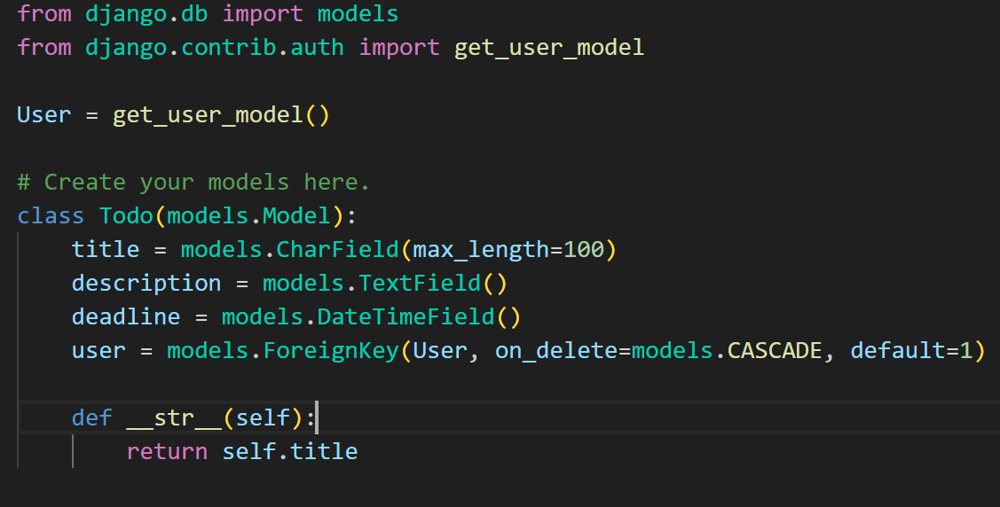 from django.db import models
from django.contrib.auth import get_user_model
User = get_user_model()
# Create your models here.
class Todo(models.Model):
    title = models.CharField(max_length=100)
    description = models.TextField()
    deadline = models.DateTimeField()
    user = models.ForeignKey(User, on_delete=models.CASCADE, default=1)
    def __str__(self):
        return self.title